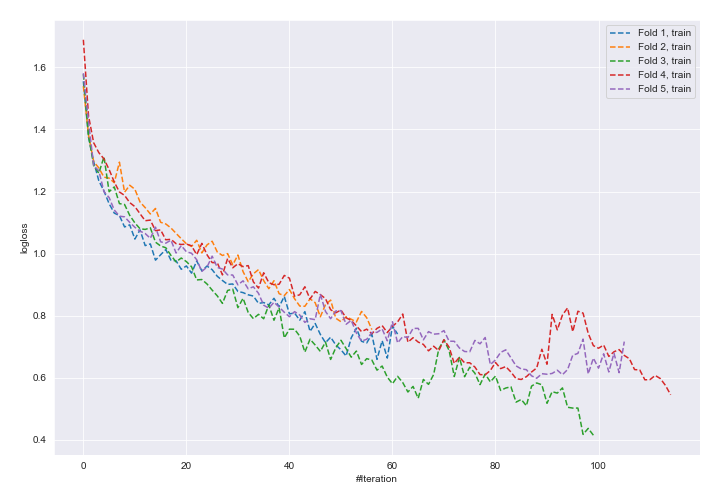 Fold 1, train
Fold 2, train
Fold 3, train
Fold 4, train
Fold 5, train
1.6
1.4
1.2
1.0
0.8
0.6
0.4
logloss
0 20 40 60 80 100
#Iteration